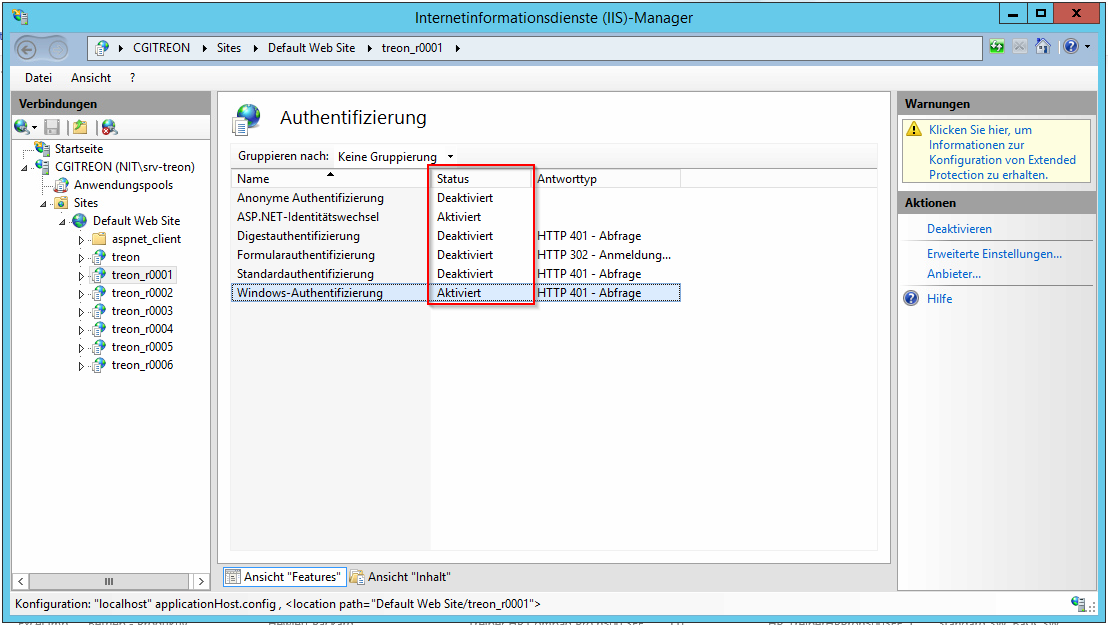 Internetinformationsdienste (IIS)-Manager
CGITREON Sites Default Web Site treon_r0001
Datei Ansicht ?
Verbindungen
Startseite
CGITREON (NIT\srv-treon)
Anwendungspools
Sites
Default Web Site
aspnet_client
treon
treon_r0001
treon_r0002
treon_r0003
treon_r0004
treon_r0005
treon_r0006
Authentifizierung
Gruppieren nach: Keine Gruppierung
Name Status Antworttyp
Anonyme Authentifizierung Deaktiviert
ASP.NET-Identitätswechsel Aktiviert
Digestauthentifizierung Deaktiviert HTTP 401 - Abfrage
Formularauthentifizierung Deaktiviert HTTP 302 - Anmeldung...
Standardauthentifizierung Deaktiviert HTTP 401 - Abfrage
Windows-Authentifizierung Aktiviert HTTP 401 - Abfrage
Ansicht "Features" Ansicht "Inhalt"
Warnungen
Klicken Sie hier, um
Informationen zur
Konfiguration von Extended
Protection zu erhalten.
Aktionen
Deaktivieren
Erweiterte Einstellungen...
Anbieter...
Hilfe
Konfiguration: "localhost" applicationHost.config , <location path="Default Web Site/treon_r0001">